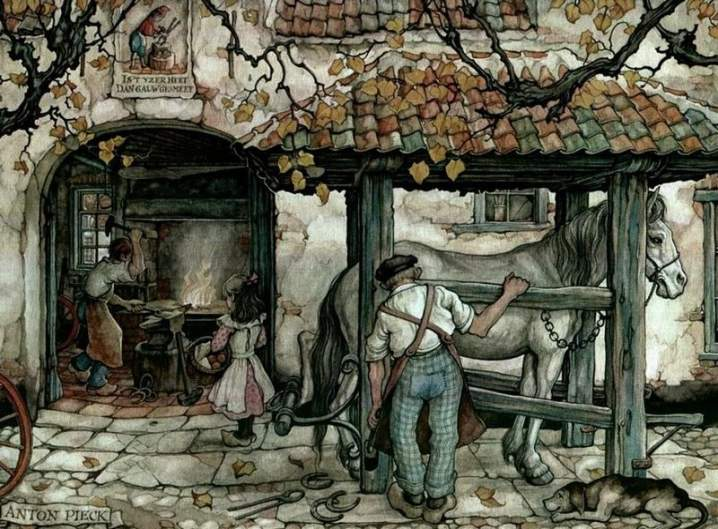 IS T YZER HEET
DAN GAUW GESMEET
ANTON PIECK